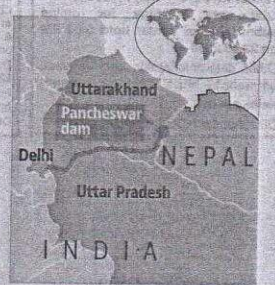 Uttarakhand
Pancheswar
dam
Delhi
NEPAL
Uttar Pradesh
INDIA